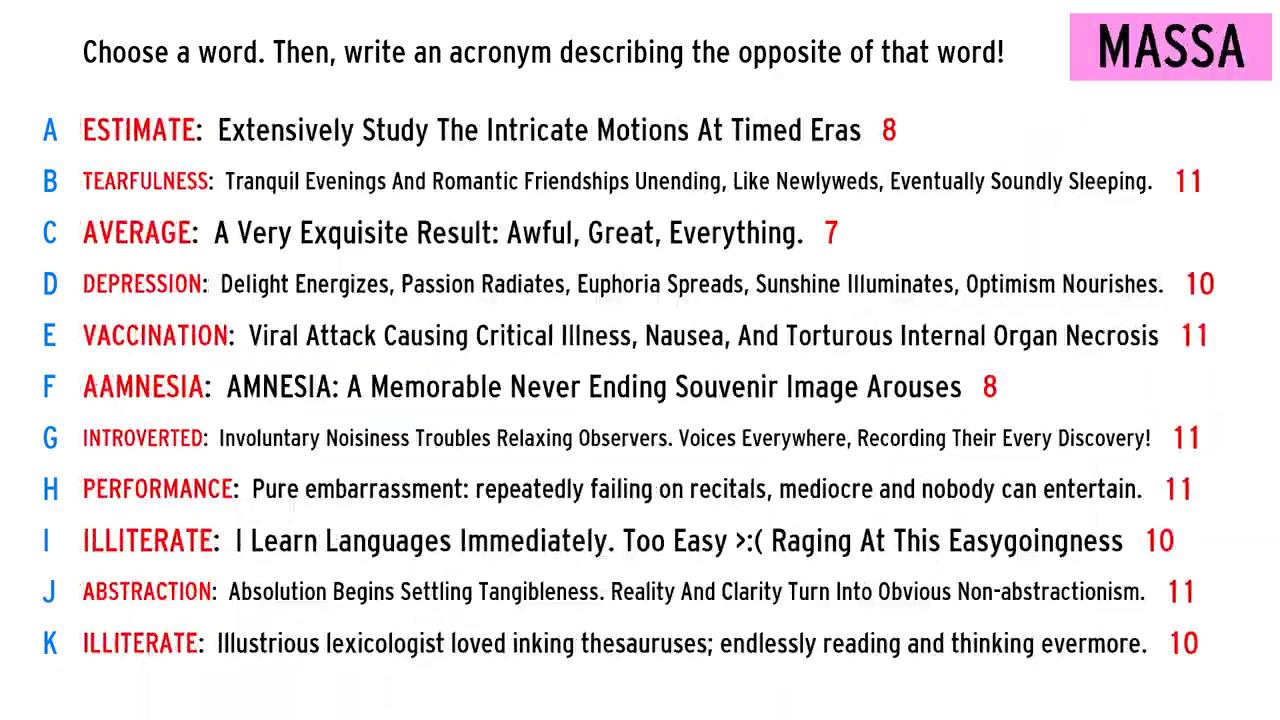 Choose a word. Then, write an acronym describing the opposite of that word!
MASSA
A ESTIMATE: Extensively Study The Intricate Motions At Timed Eras 8
B TEARFULNESS: Tranquil Evenings And Romantic Friendships Unending, Like Newlyweds, Eventually Soundly Sleeping. 11
C AVERAGE: A Very Exquisite Result: Awful, Great, Everything. 7
D DEPRESSION: Delight Energizes, Passion Radiates, Euphoria Spreads, Sunshine Illuminates, Optimism Nourishes. 10
E VACCINATION: Viral Attack Causing Critical Illness, Nausea, And Torturous Internal Organ Necrosis 11
F AAMNESIA: AMNESIA: A Memorable Never Ending Souvenir Image Arouses 8
G INTROVERTED: Involuntary Noisiness Troubles Relaxing Observers. Voices Everywhere, Recording Their Every Discovery! 11
H PERFORMANCE: Pure embarrassment: repeatedly failing on recitals, mediocre and nobody can entertain. 11
I ILLITERATE: I Learn Languages Immediately. Too Easy >:( Raging At This Easygoingness 10
J ABSTRACTION: Absolution Begins Settling Tangibleness. Reality And Clarity Turn Into Obvious Non-abstractionism. 11
K ILLITERATE: Illustrious lexicologist loved inking thesauruses; endlessly reading and thinking evermore. 10